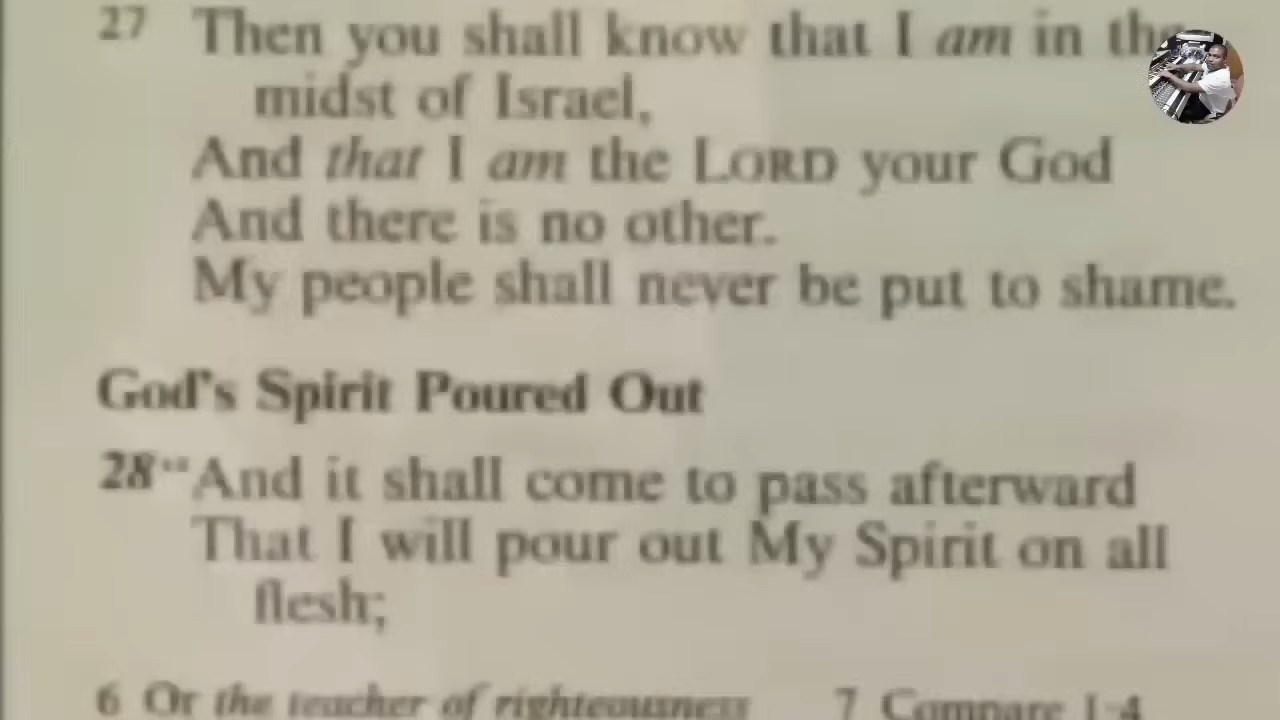 27 Then you shall know that I am in the
midst of Israel,
And that I am the LORD your God
And there is no other.
My people shall never be put to shame.
God's Spirit Poured Out
28 "And it shall come to pass afterward
That I will pour out My Spirit on all
flesh;
6 Or the teacher of righteousness 7 Compare 1:4